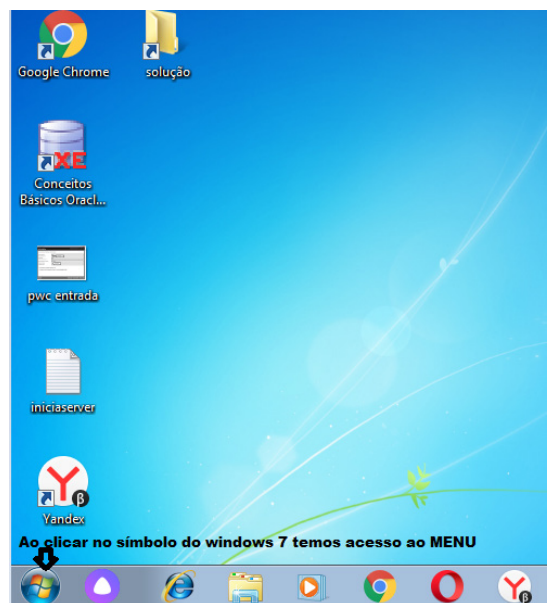 Google Chrome
solução
XE
Conceitos
Básicos Oracl...
pwc entrada
iniciaserver
Y β
Yandex
Ao clicar no símbolo do windows 7 temos acesso ao MENU